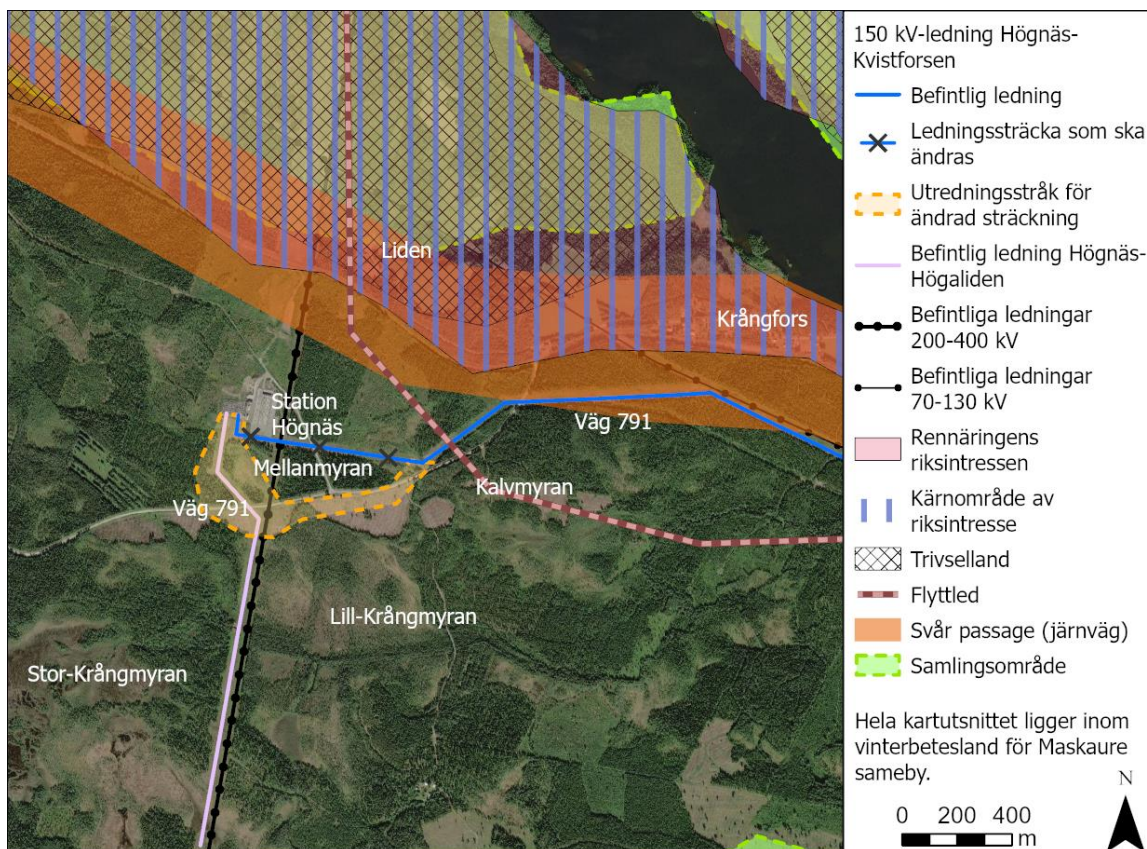 Liden
Krångfors
Station
Högnäs
Väg 791
Mellanmyran
Kalvmyran
Väg 791
Lill-Krångmyran
Stor-Krångmyran
150 kV-ledning Högnäs-
Kvistforsen
Befintlig ledning
Ledningssträcka som ska
ändras
Utredningsstråk för
ändrad sträckning
Befintlig ledning Högnäs-
Högaliden
Befintliga ledningar
200-400 kV
Befintliga ledningar
70-130 kV
Rennäringens
riksintressen
Kärnområde av
riksintresse
Trivselland
Flyttled
Svår passage (järnväg)
Samlingsområde
Hela kartutsnittet ligger inom
vinterbetesland för Maskaure
sameby.
N
0 200 400
m